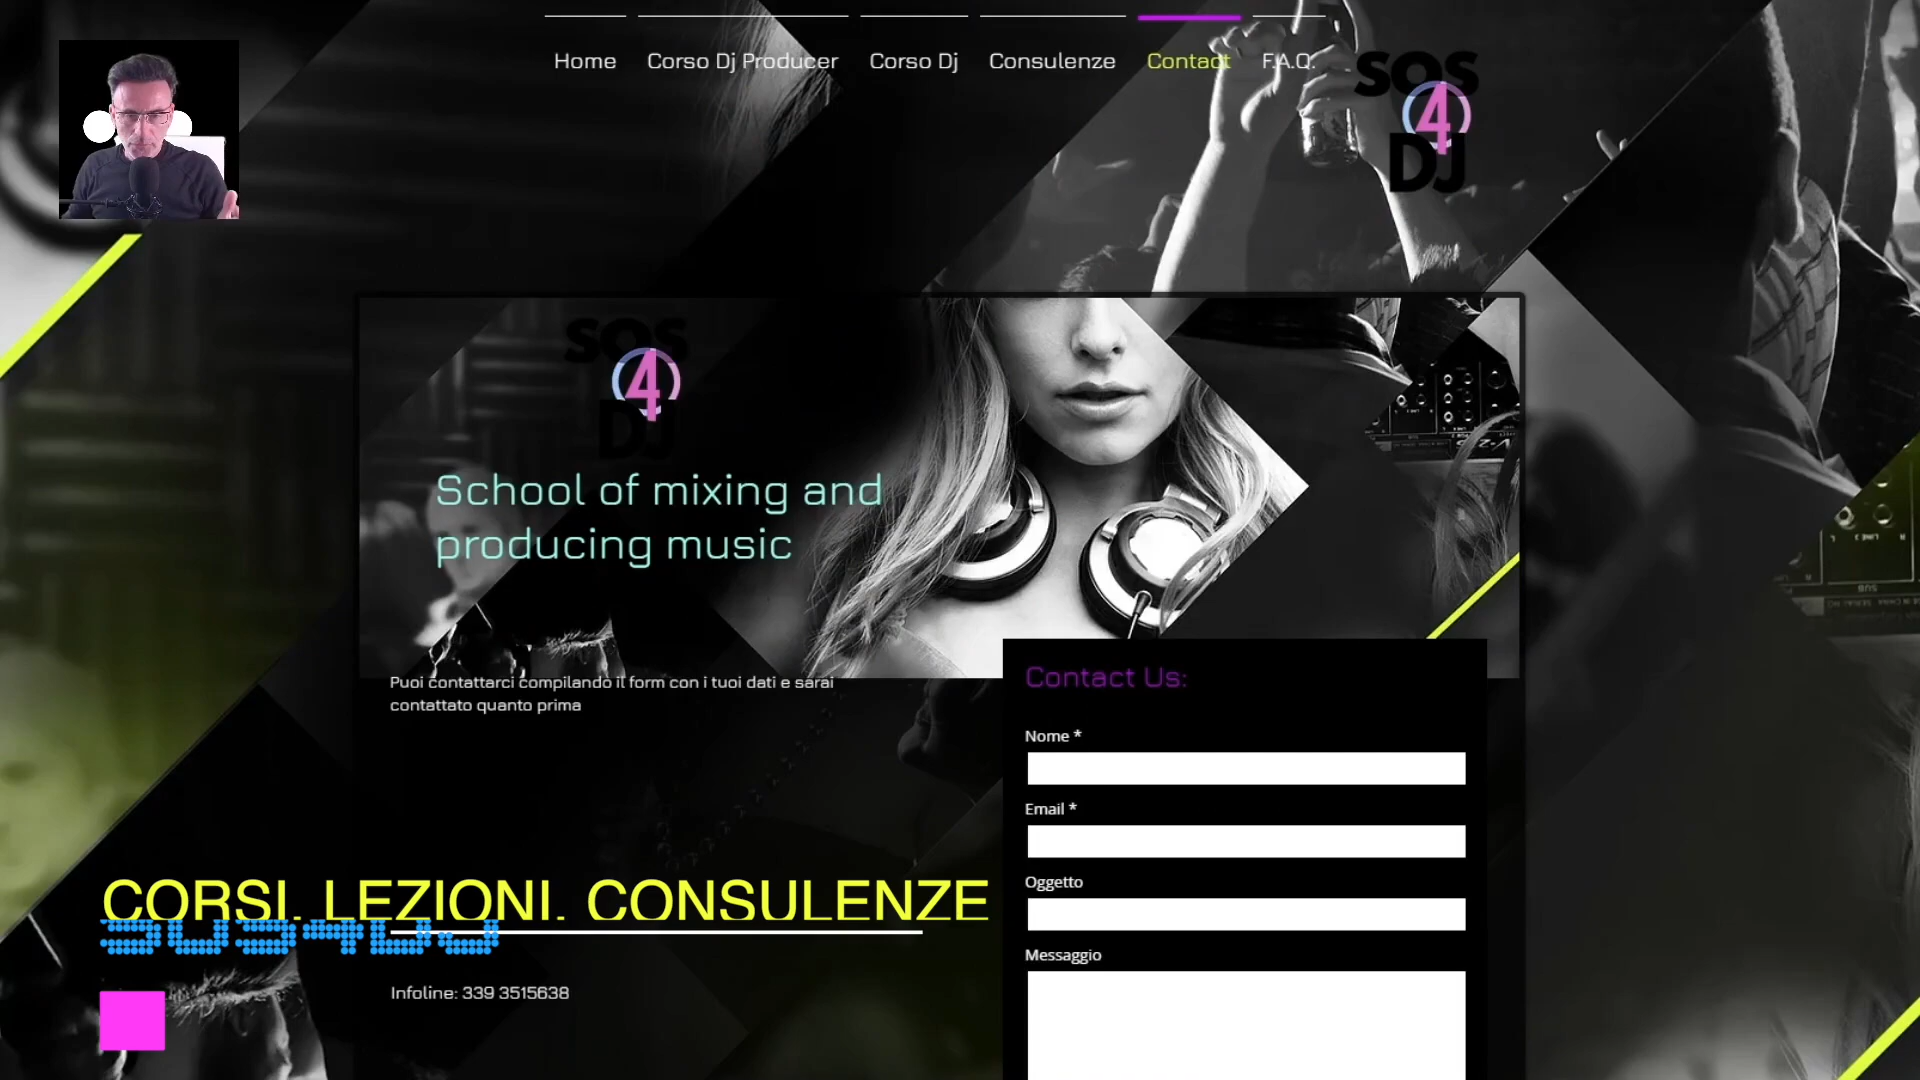 Home
Corso Dj Producer
Corso Dj
Consulenze
Contact
F.A.Q.
SOS
4
DJ
SOS
4
DJ
School of mixing and
producing music
Puoi contattarci compilando il form con i tuoi dati e sarai
contattato quanto prima
Contact Us:
Nome *
Email *
Oggetto
Messaggio
CORSI, LEZIONI, CONSULENZE
SOS4DJ
Infoline: 339 3515638